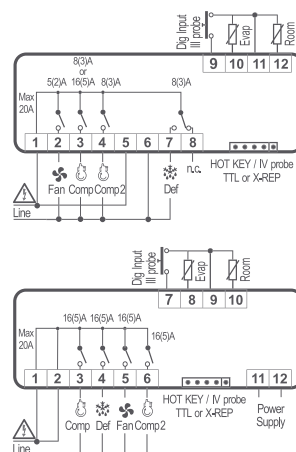 Dig Input
III probe
Evap
Room
9 10 11 12
8(3)A
or
5(2)A 16(5)A 8(3)A 8(3)A
Max
20A
1 2 3 4 5 6 7 8
HOT KEY / IV probe
TTL or X-REP
Fan Comp Comp2 Def n.c.
Line
Dig Input
III probe
Evap
Room
7 8 9 10
16(5)A 16(5)A 16(5)A
16(5)A
Max
20A
1 2 3 4 5 6 11 12
HOT KEY / IV probe
TTL or X-REP
Comp Def Fan Comp2
Power
Supply
Line